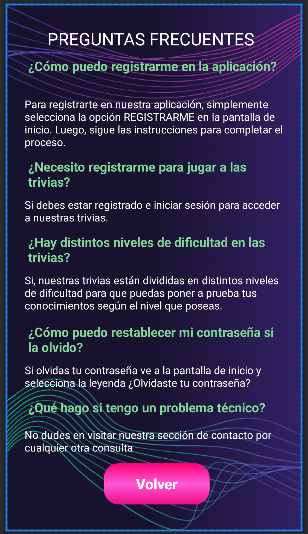 PREGUNTAS FRECUENTES
¿Cómo puedo registrarme en la aplicación?
Para registrarte en nuestra aplicación, simplemente
selecciona la opción REGISTRARME en la pantalla de
inicio. Luego, sigue las instrucciones para completar el
proceso.
¿Necesito registrarme para jugar a las
trivias?
Si debes estar registrado e iniciar sesión para acceder
a nuestras trivias.
¿Hay distintos niveles de dificultad en las
trivias?
Si, nuestras trivias están divididas en distintos niveles
de dificultad para que puedas poner a prueba tus
conocimientos según el nivel que poseas.
¿Cómo puedo restablecer mi contraseña si
la olvido?
Si olvidas tu contraseña ve a la pantalla de inicio y
selecciona la leyenda ¿Olvidaste tu contraseña?
¿Qué hago si tengo un problema técnico?
No dudes en visitar nuestra sección de contacto por
cualquier otra consulta
Volver